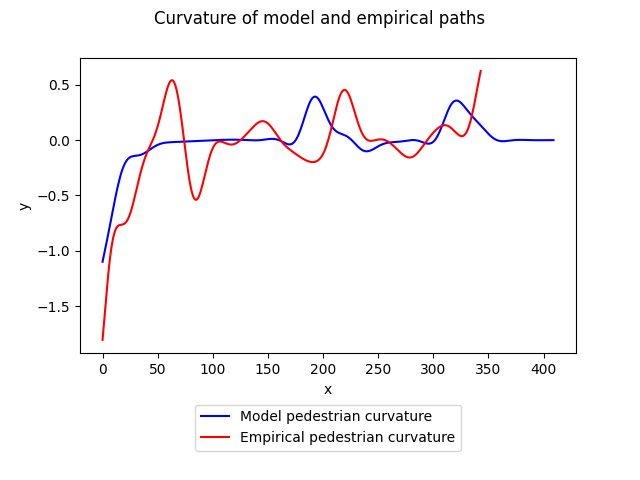 Curvature of model and empirical paths
0.5
0.0
−0.5
−1.0
−1.5
y
0 50 100 150 200 250 300 350 400
x
Model pedestrian curvature
Empirical pedestrian curvature